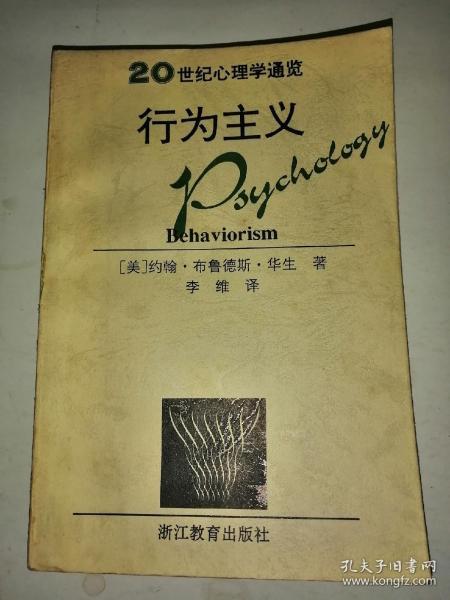 20世纪心理学通览
行为主义
Psychology
Behaviorism
[美]约翰·布鲁德斯·华生 著
李维 译
浙江教育出版社
孔夫子旧书网
www.kongfz.com